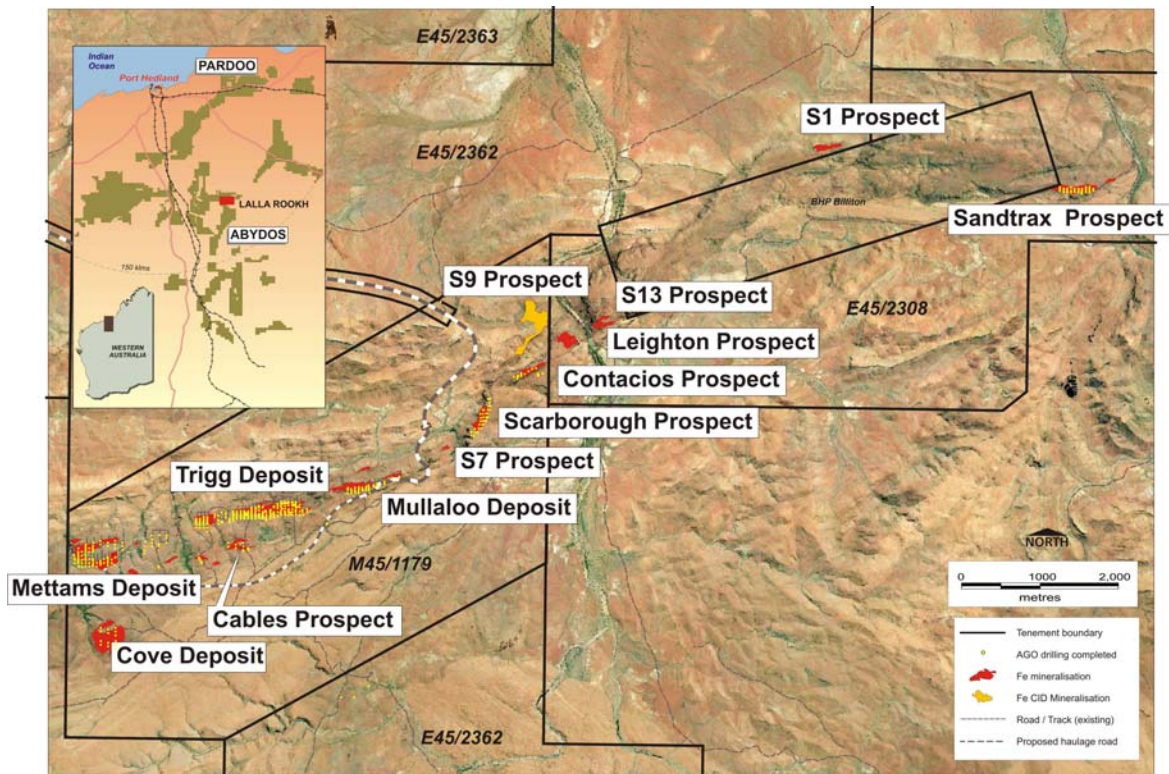 E45/2363
Indian
Ocean
PARDOO
Port Hedland
LALLA ROOKH
ABYDOS
150 klms
WESTERN
AUSTRALIA
E45/2362
S1 Prospect
BHP Billiton
Sandtrax Prospect
S9 Prospect
S13 Prospect
E45/2308
Leighton Prospect
Contacios Prospect
Scarborough Prospect
S7 Prospect
Trigg Deposit
Mullaloo Deposit
M45/1179
Mettams Deposit
Cables Prospect
Cove Deposit
E45/2362
NORTH
0 1000 2,000
metres
Tenement boundary
AGO drilling completed
Fe mineralisation
Fe CID Mineralisation
Road / Track (existing)
Proposed haulage road